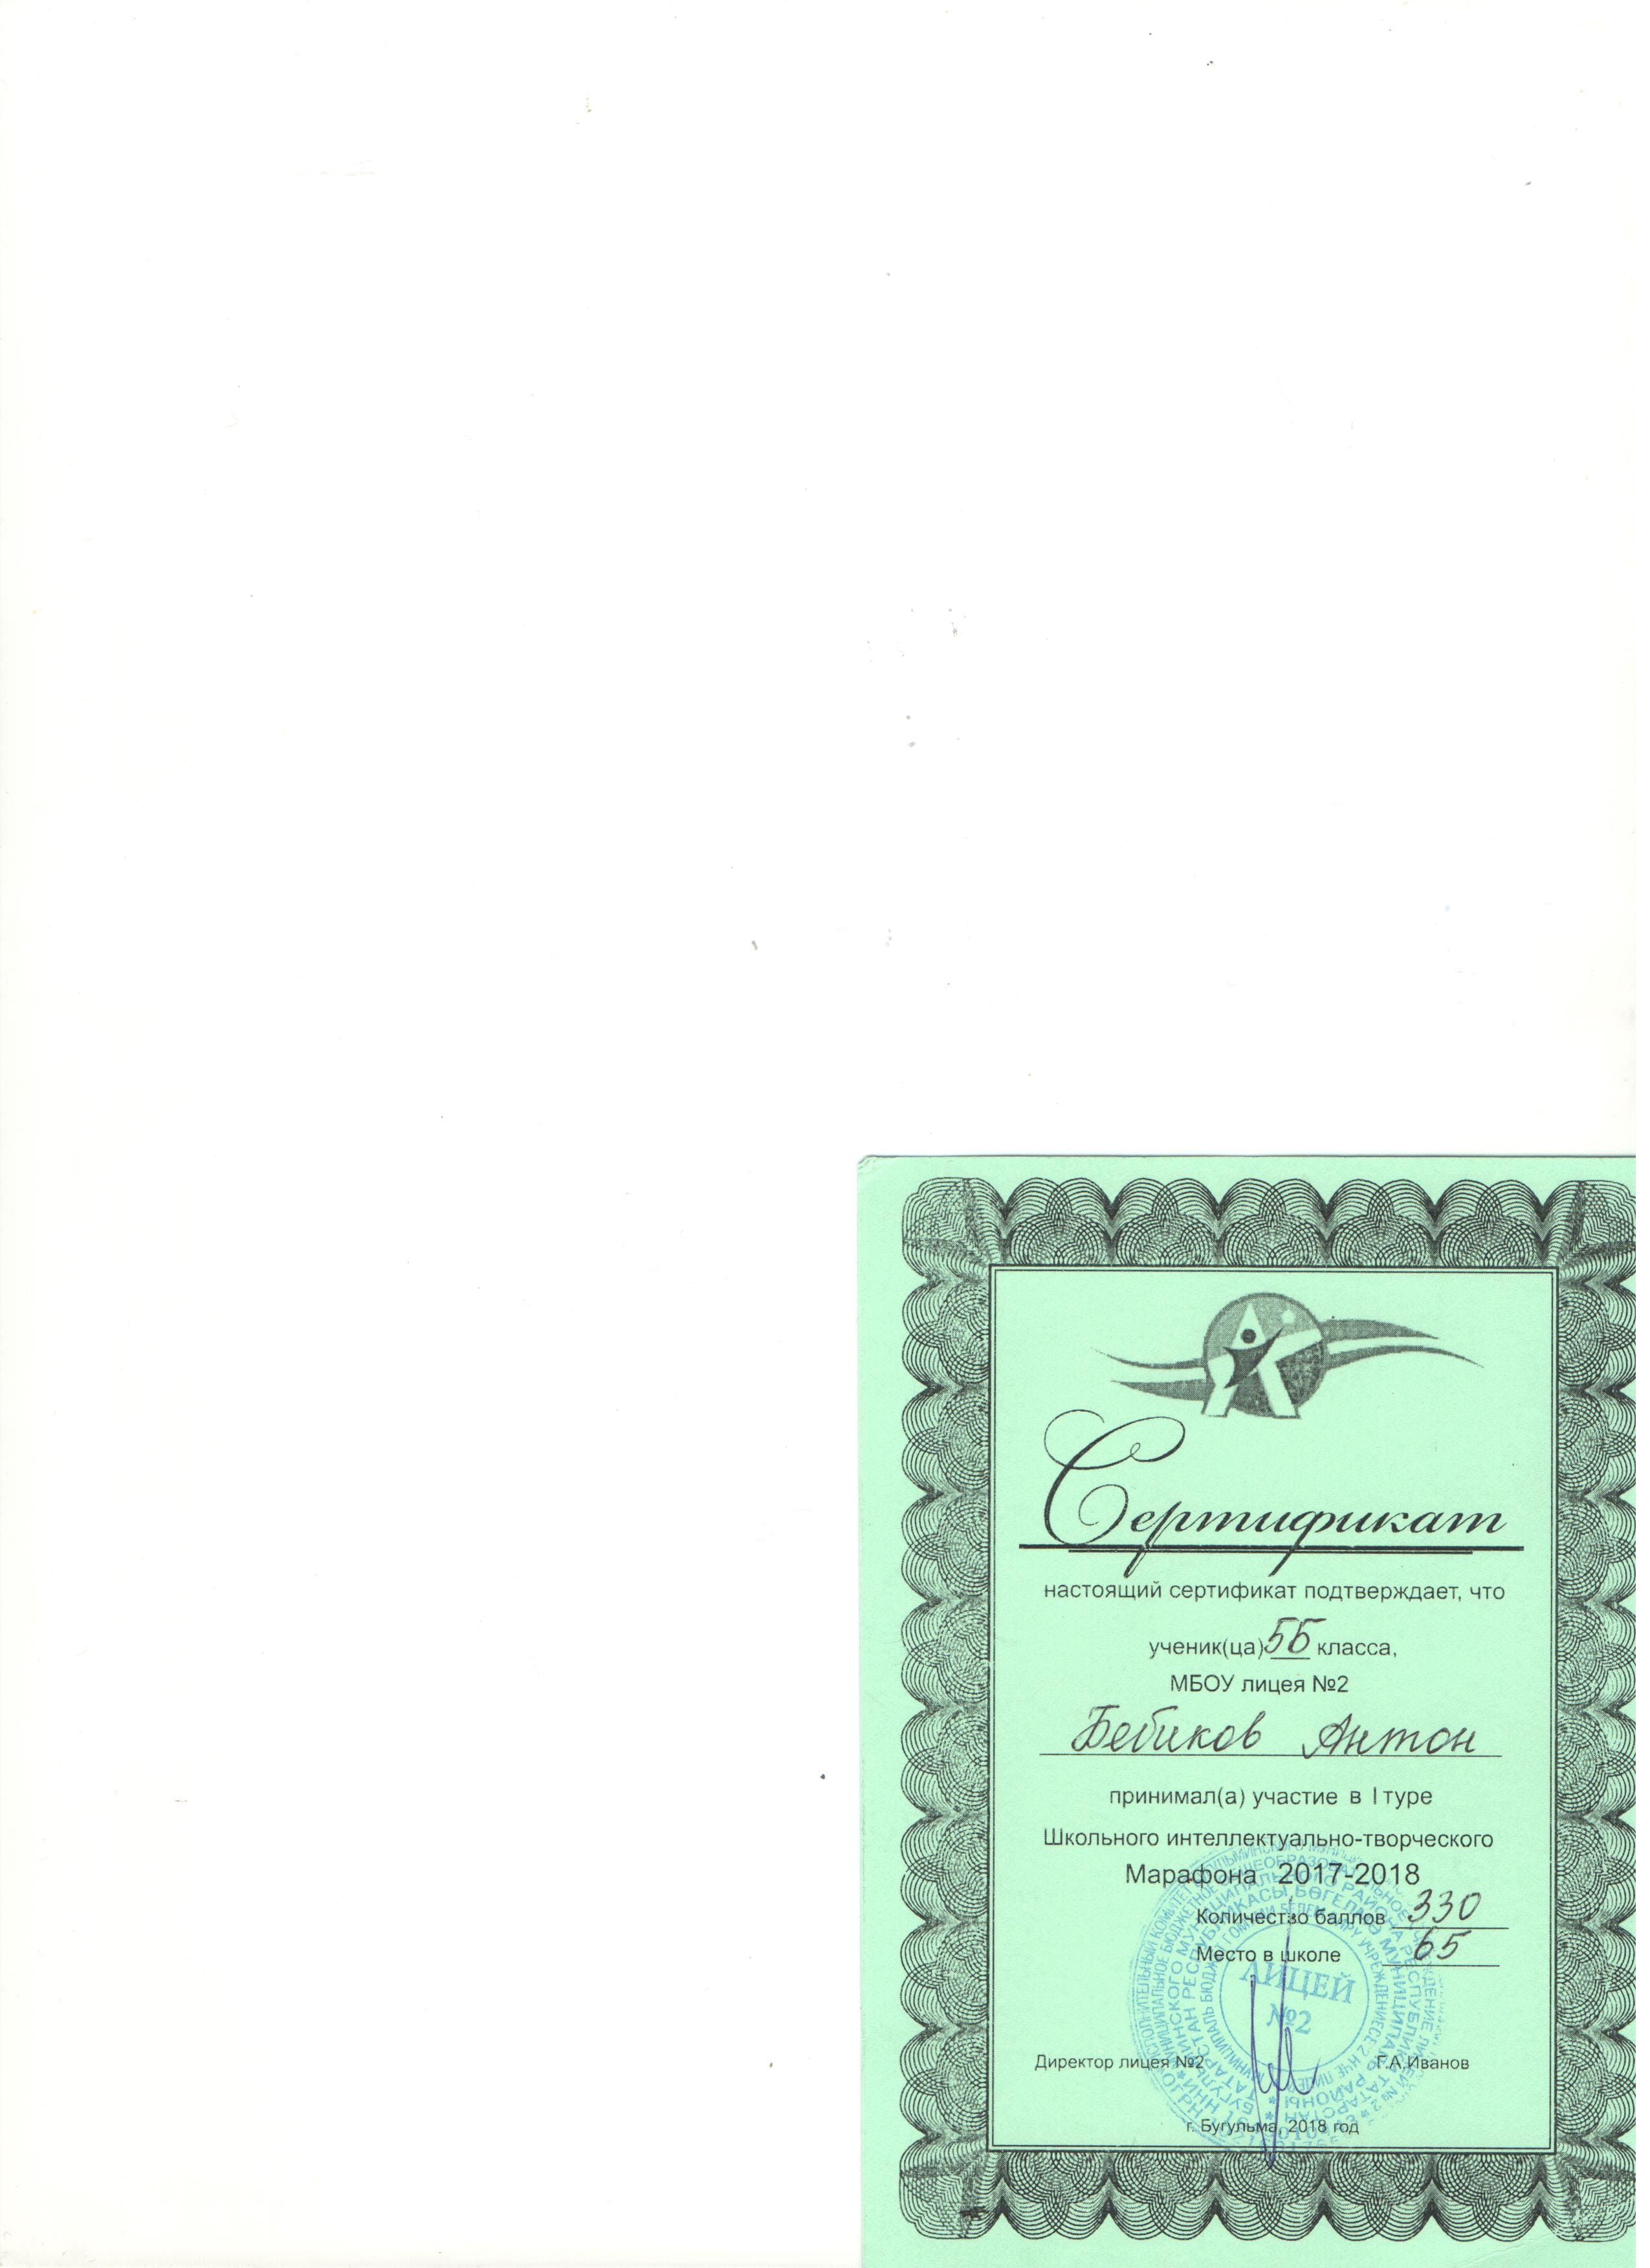 Сертификат
настоящий сертификат подтверждает, что
ученик(ца) 5Б класса,
МБОУ лицея №2
Бебиков Антон
принимал(а) участие в I туре
Школьного интеллектуально-творческого
Марафона 2017-2018
Количество баллов 330
Место в школе 65
ЛИЦЕЙ
№2
Директор лицея №2 Г.А.Иванов
г. Бугульма, 2018 год